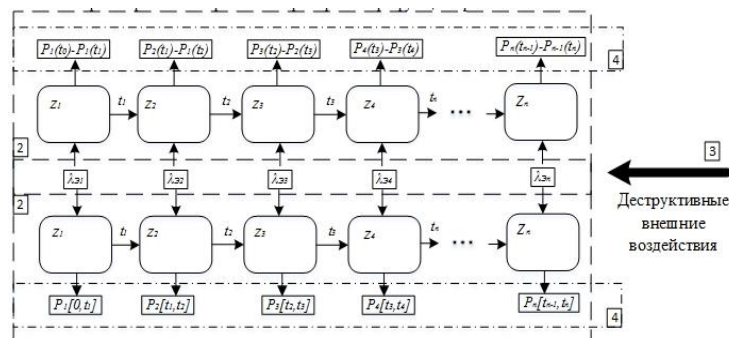 P₁(t₀)-P₁(t₁) P₂(t₁)-P₁(t₂) P₃(t₂)-P₂(t₃) P₄(t₃)-P₃(t₄) Pₙ(tₙ₋₁)-Pₙ₋₁(tₙ)
4
Z₁ t₁ Z₂ t₂ Z₃ t₃ Z₄ tₙ ... Zₙ
2
3
λЭ1 λЭ2 λЭ3 λЭ4 λЭn
Деструктивные
внешние
воздействия
2
Z₁ t₁ Z₂ t₂ Z₃ t₃ Z₄ tₙ ... Zₙ
P₁[0,t₁] P₂[t₁,t₂] P₃[t₂,t₃] P₄[t₃,t₄] Pₙ[tₙ₋₁,tₙ]
4